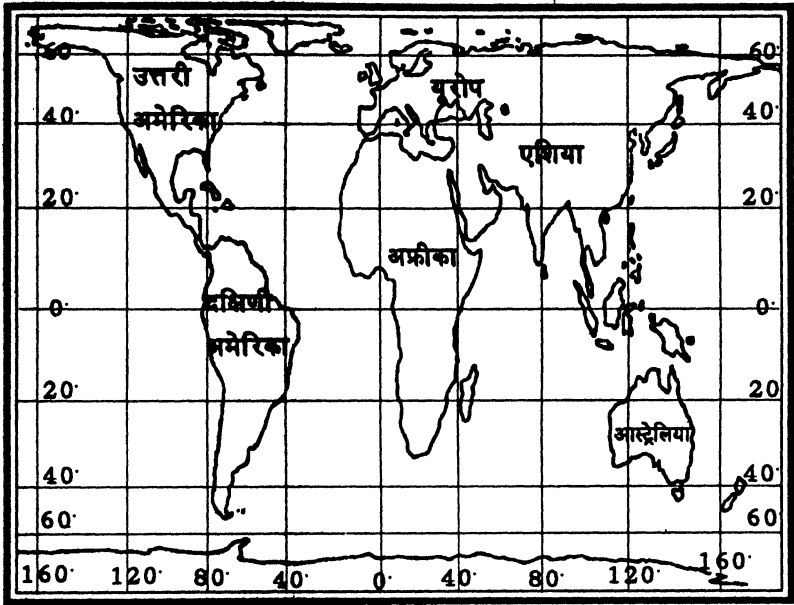 60· 60·
उत्तरी
यूरोप
40· अमेरिका 40·
एशिया
20· 20·
अफ्रीका
दक्षिणी
0· 0·
अमेरिका
20· 20
आस्ट्रेलिया
40· 40·
60· 60
160· 120· 80· 40· 0· 40· 80· 120· 160·